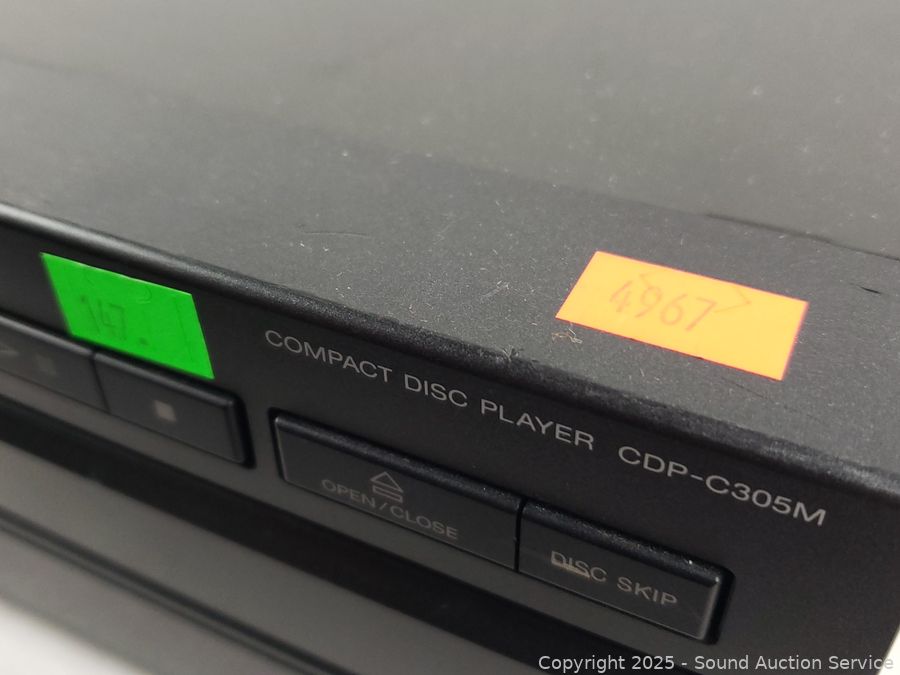 147.
4967
COMPACT DISC PLAYER CDP-C305M
OPEN/CLOSE
DISC SKIP
Copyright 2025 - Sound Auction Service